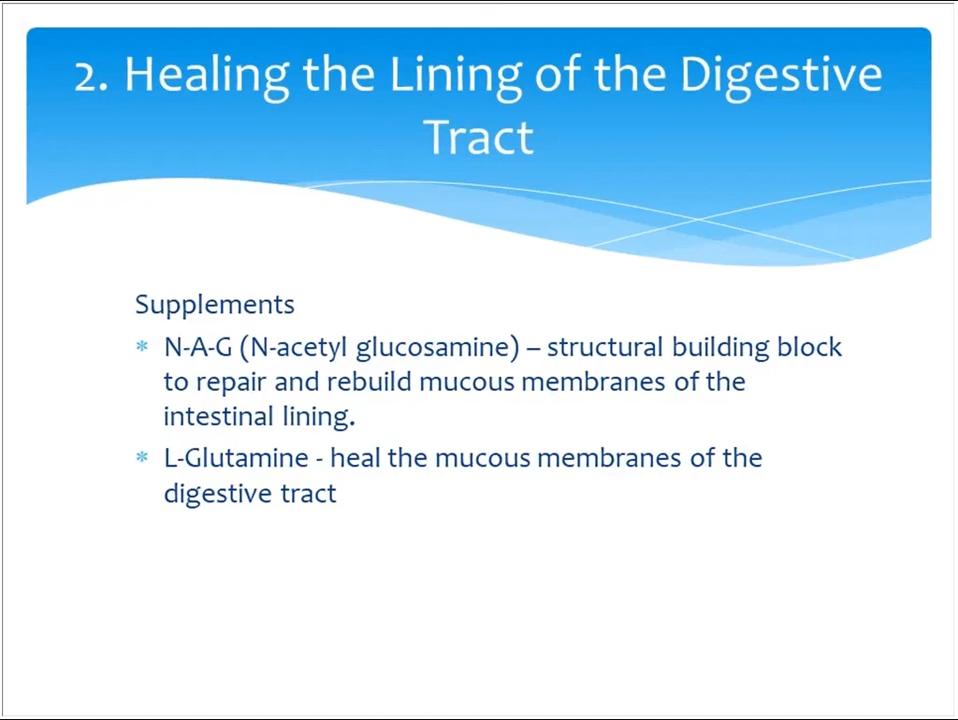 2. Healing the Lining of the Digestive
Tract
Supplements
* N-A-G (N-acetyl glucosamine) – structural building block
to repair and rebuild mucous membranes of the
intestinal lining.
* L-Glutamine - heal the mucous membranes of the
digestive tract